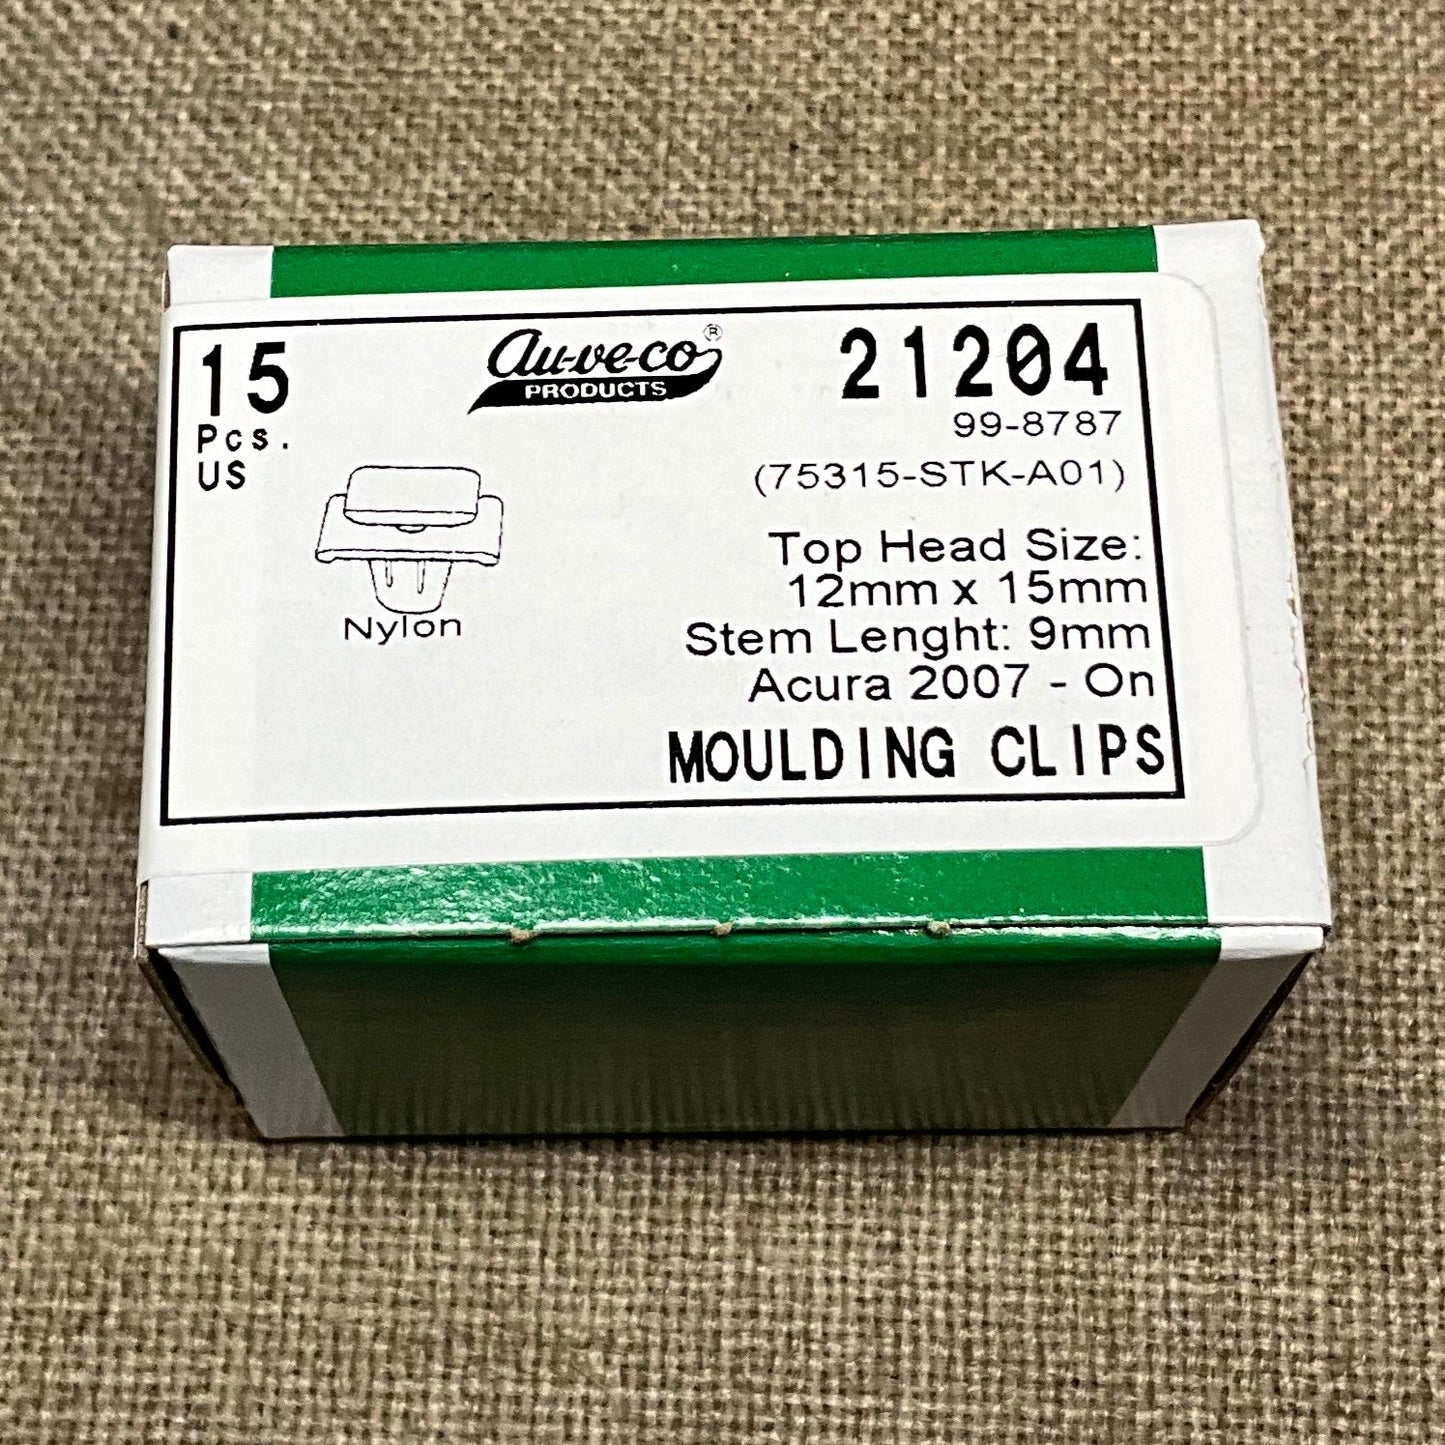 15
Pcs.
US
au-ve-co®
PRODUCTS
21204
99-8787
(75315-STK-A01)
Nylon
Top Head Size:
12mm x 15mm
Stem Lenght: 9mm
Acura 2007 - On
MOULDING CLIPS